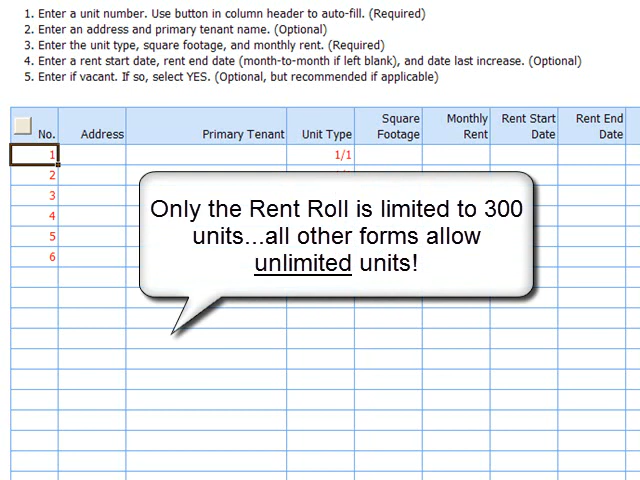 1. Enter a unit number. Use button in column header to auto-fill. (Required)
2. Enter an address and primary tenant name. (Optional)
3. Enter the unit type, square footage, and monthly rent. (Required)
4. Enter a rent start date, rent end date (month-to-month if left blank), and date last increase. (Optional)
5. Enter if vacant. If so, select YES. (Optional, but recommended if applicable)
No. Address Primary Tenant Unit Type Square Footage Monthly Rent Rent Start Date Rent End Date
1 1/1
2
3
4
5
6
Only the Rent Roll is limited to 300
units...all other forms allow
unlimited units!